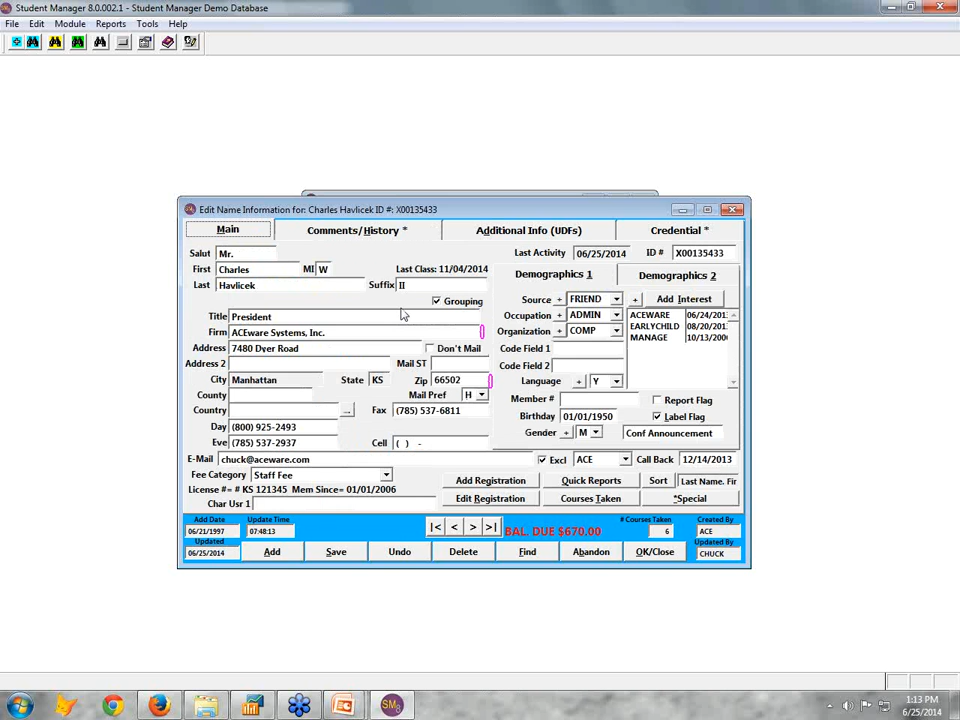 Student Manager 8.0.002.1 - Student Manager Demo Database
File Edit Module Reports Tools Help
Edit Name Information for: Charles Havlicek ID #: X00135433
Main Comments/History * Additional Info (UDFs) Credential *
Salut Mr. Last Activity 06/25/2014 ID # X00135433
First Charles MI W Last Class: 11/04/2014
Last Havlicek Suffix II
Grouping
Title President
Firm ACEware Systems, Inc.
Address 7480 Dyer Road Don't Mail
Address 2 Mail ST
City Manhattan State KS Zip 66502
County Mail Pref H
Country ... Fax (785) 537-6811
Day (800) 925-2493
Eve (785) 537-2937 Cell ( ) -
Demographics 1 Demographics 2
Source + FRIEND + Add Interest
Occupation + ADMIN
Organization + COMP
ACEWARE 06/24/201
EARLYCHILD 08/20/201
MANAGE 10/13/200
Code Field 1
Code Field 2
Language + Y
Member # Report Flag
Birthday 01/01/1950 Label Flag
Gender + M Conf Announcement
E-Mail chuck@aceware.com Excl ACE Call Back 12/14/2013
Fee Category Staff Fee Add Registration Quick Reports Sort Last Name. Fir
License #= # KS 121345 Mem Since= 01/01/2006 Edit Registration Courses Taken *Special
Char Usr 1
Add Date Update Time # Courses Taken Created By
06/21/1997 07:48:13 |< < > >| BAL. DUE $670.00 6 ACE
Updated Updated By
06/25/2014 Add Save Undo Delete Find Abandon OK/Close CHUCK
SM8
1:13 PM
6/25/2014